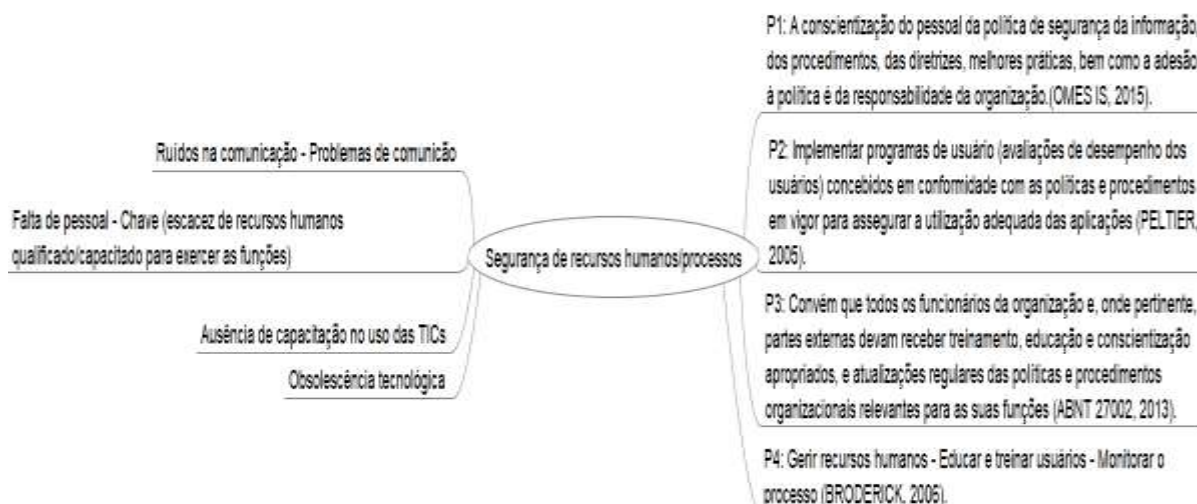 Ruídos na comunicação - Problemas de comunicão
Falta de pessoal - Chave (escacez de recursos humanos
qualificado/capacitado para exercer as funções)
Ausência de capacitação no uso das TICs
Obsolescência tecnológica
Segurança de recursos humanos/processos
P1: A conscientização do pessoal da política de segurança da informação,
dos procedimentos, das diretrizes, melhores práticas, bem como a adesão
à política é da responsabilidade da organização.(OMES IS, 2015).
P2: Implementar programas de usuário (avaliações de desempenho dos
usuários) concebidos em conformidade com as políticas e procedimentos
em vigor para assegurar a utilização adequada das aplicações (PELTIER,
2005).
P3: Convém que todos os funcionários da organização e, onde pertinente,
partes externas devam receber treinamento, educação e conscientização
apropriados, e atualizações regulares das políticas e procedimentos
organizacionais relevantes para as suas funções (ABNT 27002, 2013).
P4: Gerir recursos humanos - Educar e treinar usuários - Monitorar o
processo (BRODERICK, 2006).